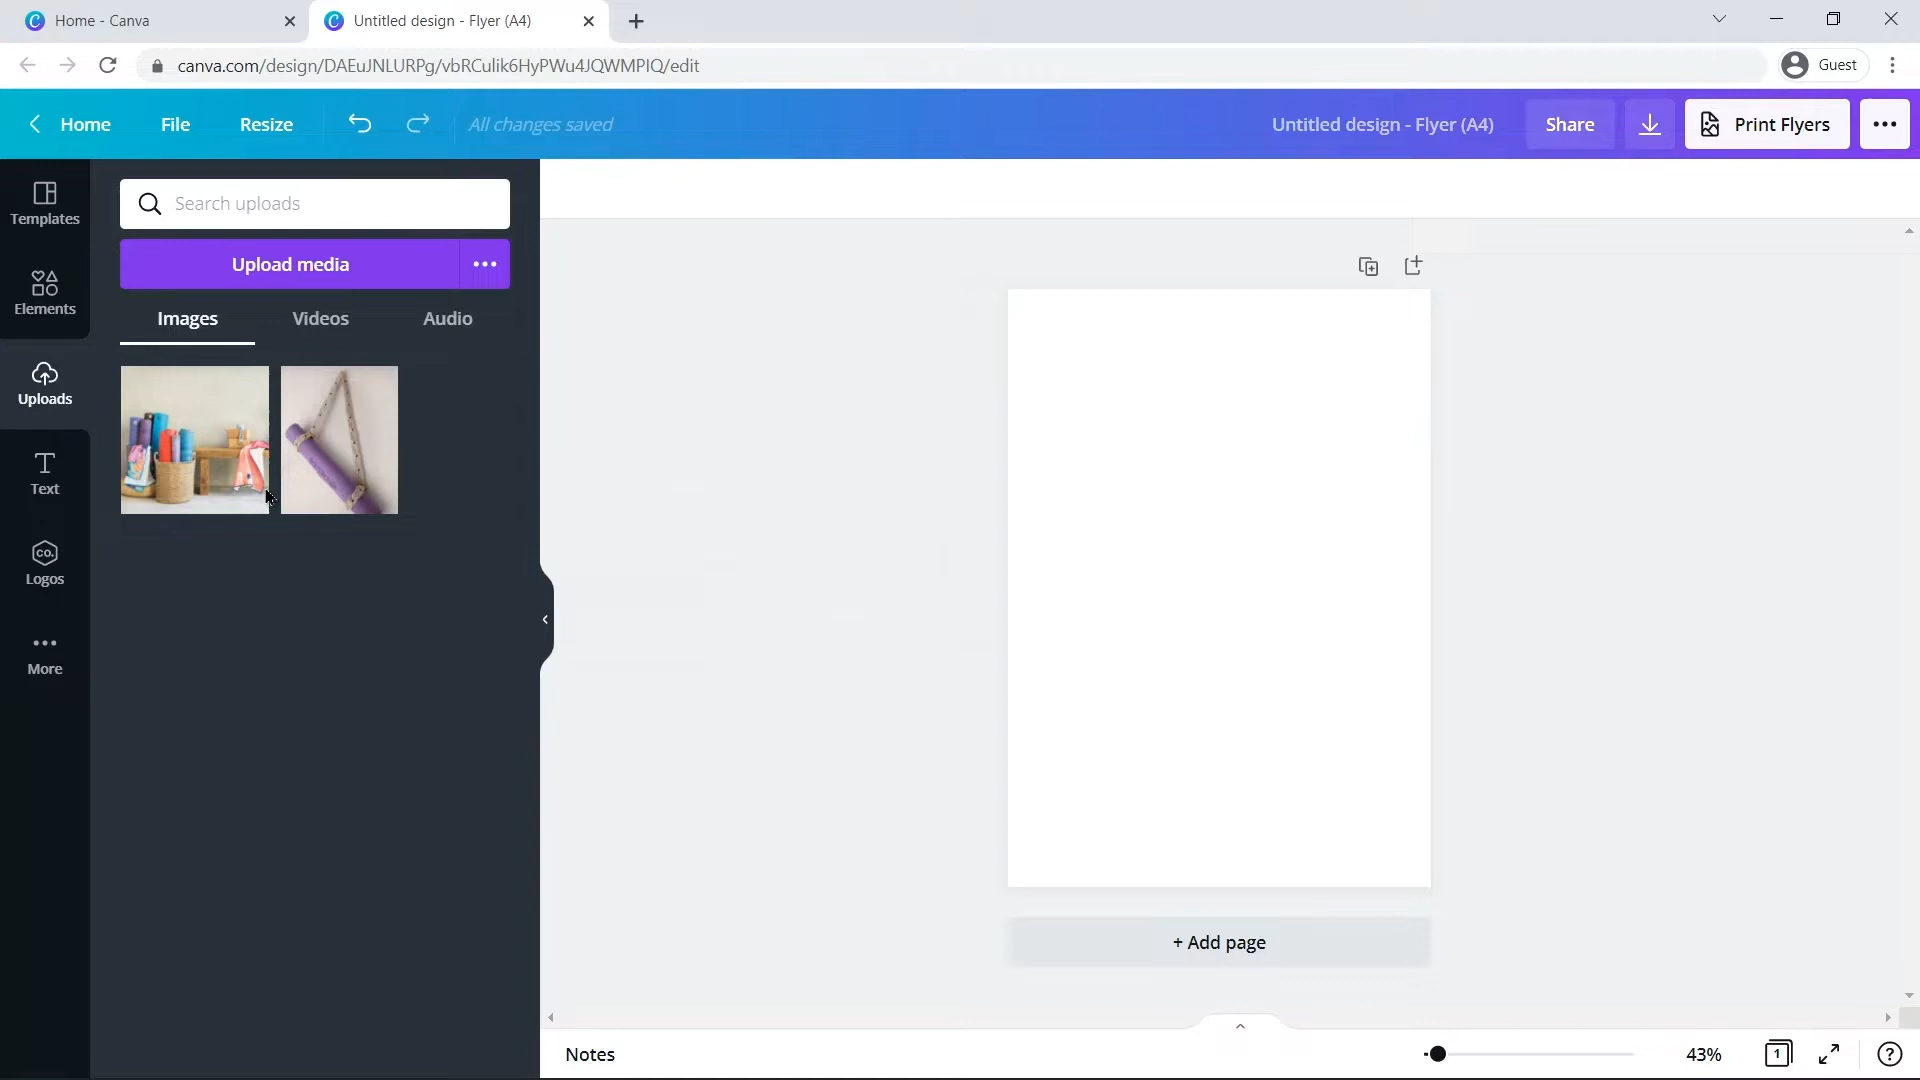 Home - Canva
Untitled design - Flyer (A4)
canva.com/design/DAEuJNLURPg/vbRCulik6HyPWu4JQWMPIQ/edit
Guest
Home
File
Resize
All changes saved
Untitled design - Flyer (A4)
Share
Print Flyers
Templates
Elements
Uploads
Text
CO.
Logos
More
Search uploads
Upload media
Images
Videos
Audio
+ Add page
Notes
43%
1
?